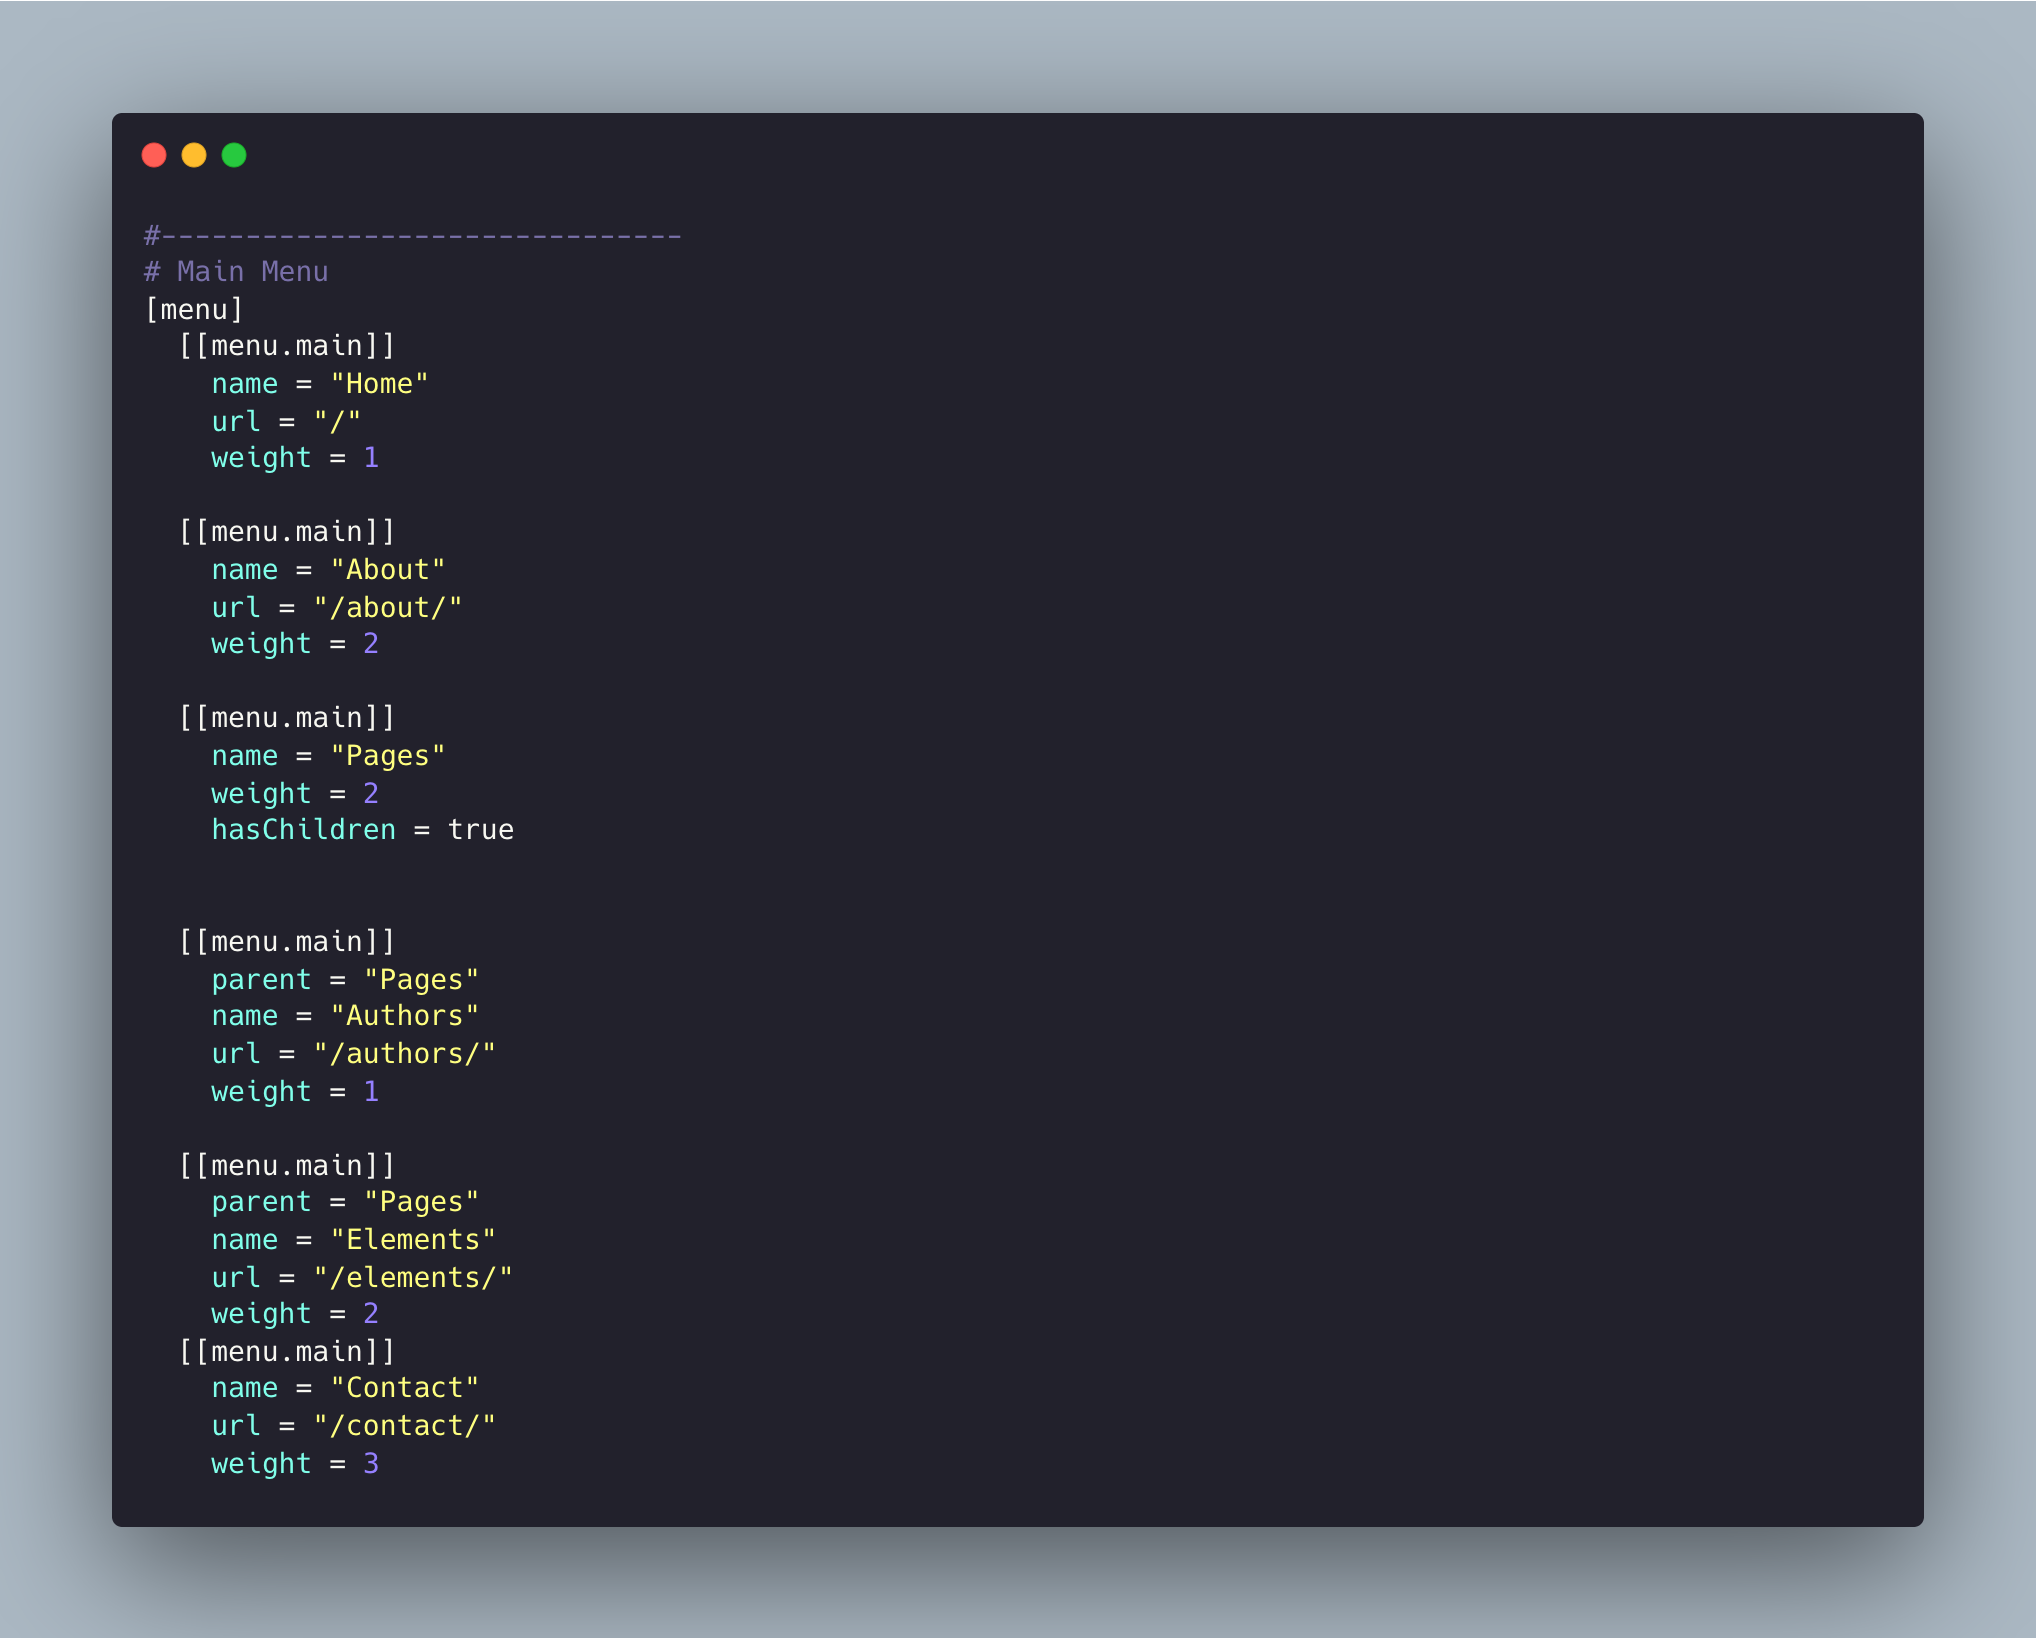 #-------------------------------
# Main Menu
[menu]
  [[menu.main]]
    name = "Home"
    url = "/"
    weight = 1

  [[menu.main]]
    name = "About"
    url = "/about/"
    weight = 2

  [[menu.main]]
    name = "Pages"
    weight = 2
    hasChildren = true


  [[menu.main]]
    parent = "Pages"
    name = "Authors"
    url = "/authors/"
    weight = 1

  [[menu.main]]
    parent = "Pages"
    name = "Elements"
    url = "/elements/"
    weight = 2
  [[menu.main]]
    name = "Contact"
    url = "/contact/"
    weight = 3